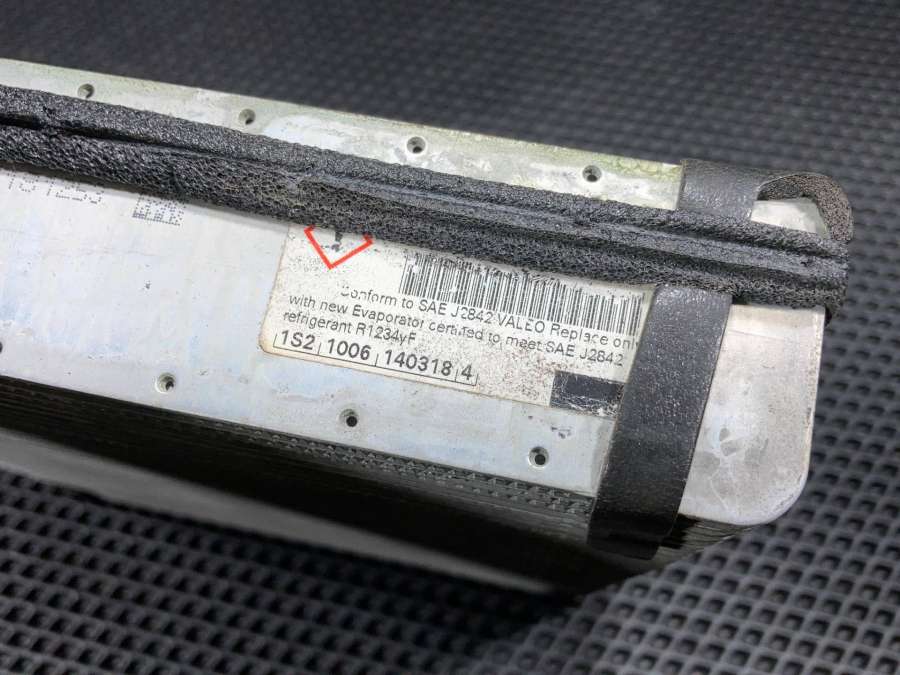 Conform to SAE J2842 VALEO Replace only
with new Evaporator certified to meet SAE J2842
refrigerant R1234yF
1S2 1006 140318 4